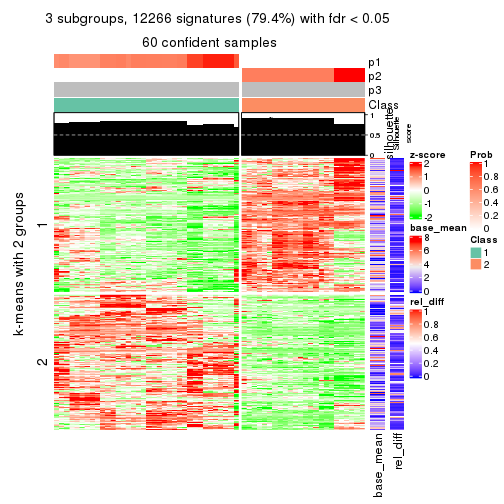 3 subgroups, 12266 signatures (79.4%) with fdr < 0.05
60 confident samples
p1
p2
p3
Class
1
0.5
0
silhouette
Silhouette
score
k-means with 2 groups
1
2
base_mean
rel_diff
z-score
2
1
0
-1
-2
base_mean
8
6
4
2
0
rel_diff
1
0.8
0.6
0.4
0.2
0
Prob
1
0.8
0.6
0.4
0.2
0
Class
1
2